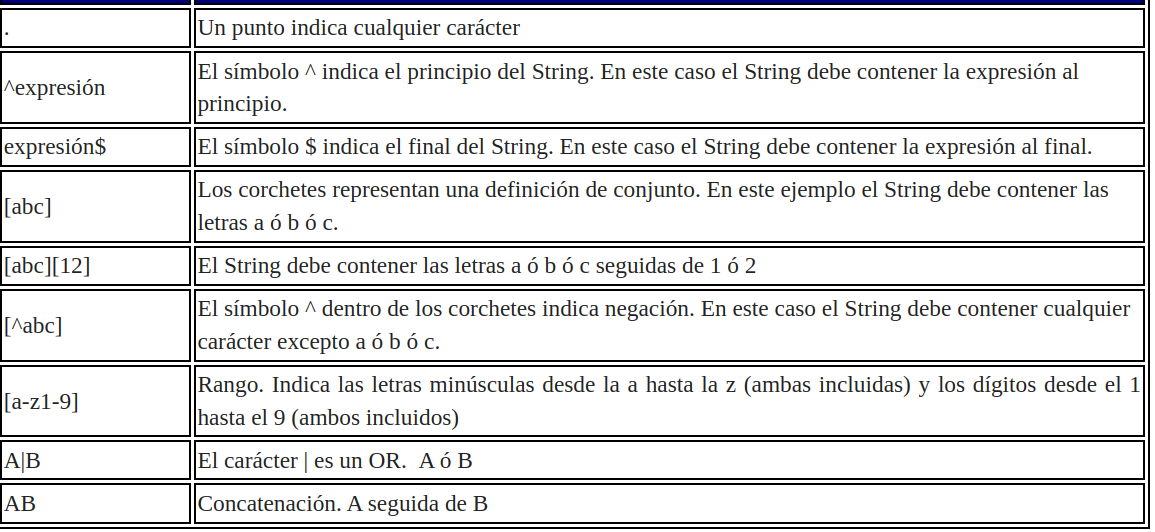 .
Un punto indica cualquier carácter
^expresión
El símbolo ^ indica el principio del String. En este caso el String debe contener la expresión al
principio.
expresión$
El símbolo $ indica el final del String. En este caso el String debe contener la expresión al final.
[abc]
Los corchetes representan una definición de conjunto. En este ejemplo el String debe contener las
letras a ó b ó c.
[abc][12]
El String debe contener las letras a ó b ó c seguidas de 1 ó 2
[^abc]
El símbolo ^ dentro de los corchetes indica negación. En este caso el String debe contener cualquier
carácter excepto a ó b ó c.
[a-z1-9]
Rango. Indica las letras minúsculas desde la a hasta la z (ambas incluidas) y los dígitos desde el 1
hasta el 9 (ambos incluidos)
A|B
El carácter | es un OR.  A ó B
AB
Concatenación. A seguida de B